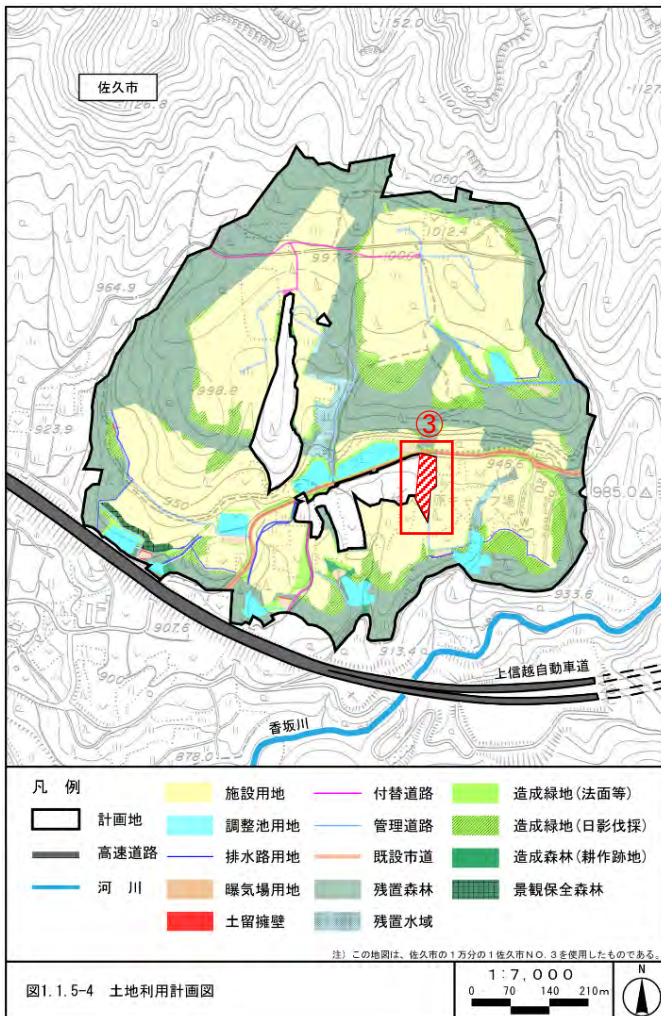 佐久市
1152.0
1126.8
1127.
1100
1050
1012.4
1000
997.2
964.9
998.8
923.9
③
946.5
985.0
950
933.6
907.6
913.4
900
上信越自動車道
香坂川
878.0
凡 例
計画地
高速道路
河 川
施設用地
調整池用地
排水路用地
曝気場用地
土留擁壁
付替道路
管理道路
既設市道
残置森林
残置水域
造成緑地(法面等)
造成緑地(日影伐採)
造成森林(耕作跡地)
景観保全森林
注) この地図は、佐久市の1万分の1佐久市NO.3を使用したものである。
図1.1.5-4 土地利用計画図
1:7,000
0 70 140 210m
N